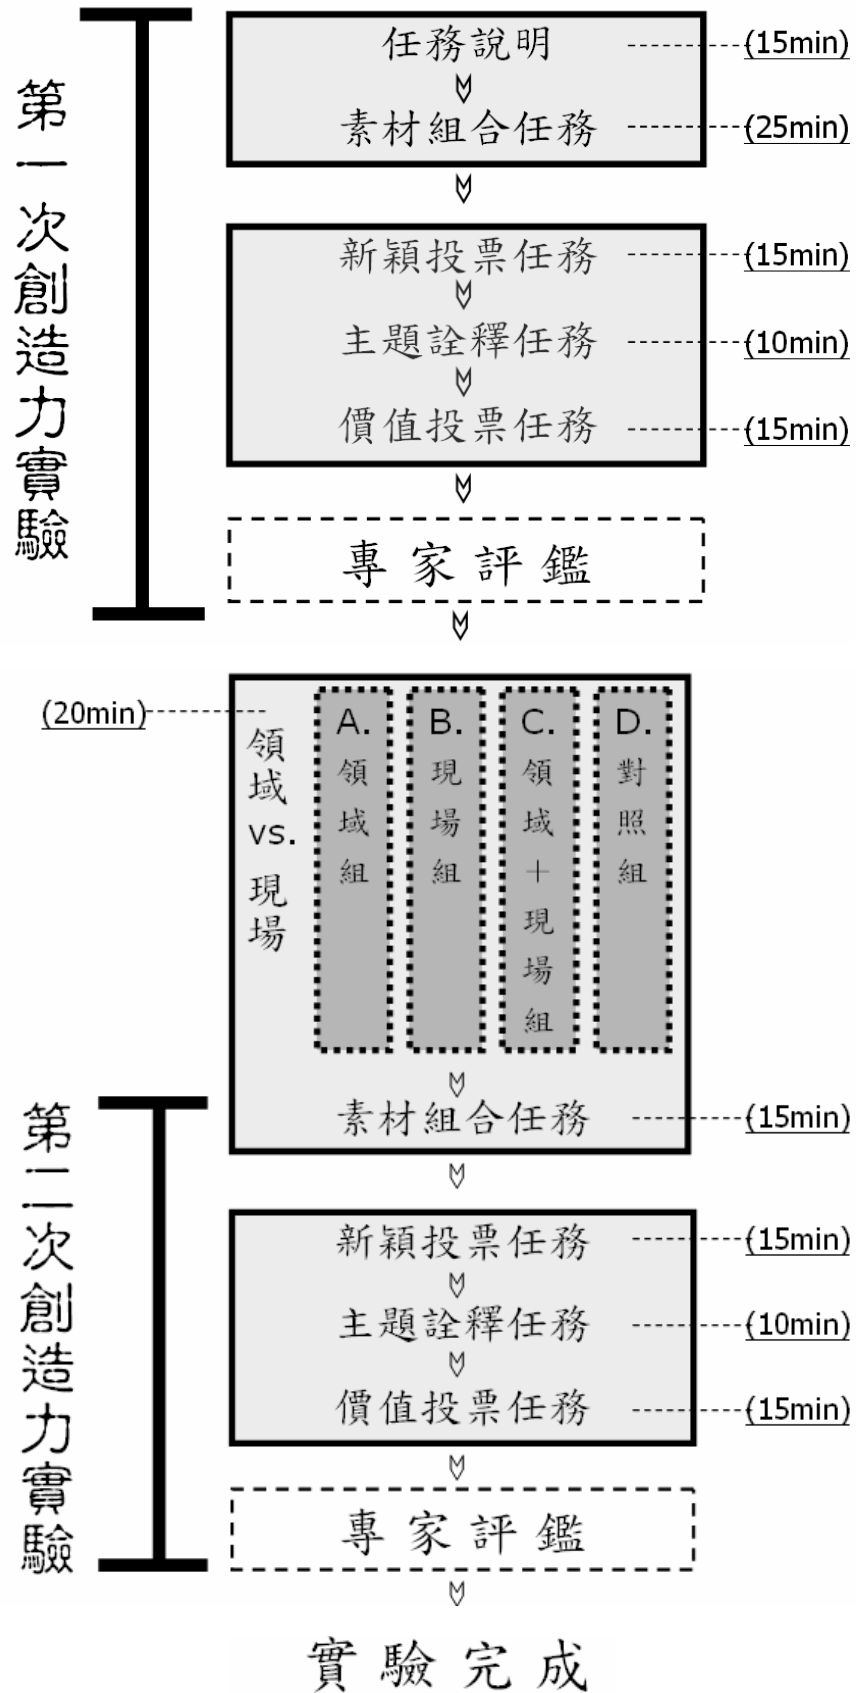 第一次創造力實驗
任務說明 (15min)
素材組合任務 (25min)
新穎投票任務 (15min)
主題詮釋任務 (10min)
價值投票任務 (15min)
專家評鑑
(20min)
領域vs.現場
A.領域組
B.現場組
C.領域＋現場組
D.對照組
第二次創造力實驗
素材組合任務 (15min)
新穎投票任務 (15min)
主題詮釋任務 (10min)
價值投票任務 (15min)
專家評鑑
實驗完成